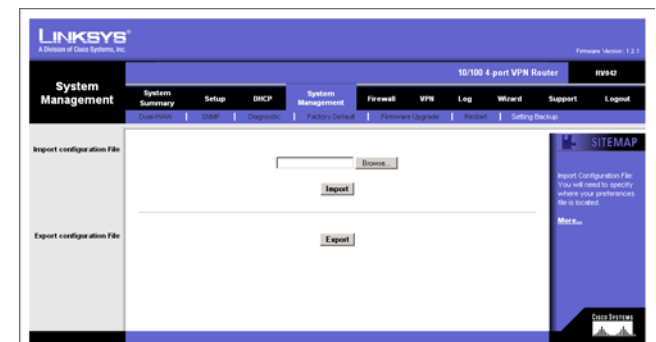 LINKSYS®
A Division of Cisco Systems, Inc.
Firmware Version: 1.2.1
10/100 4-port VPN Router
RV042
System Management
System Summary
Setup
DHCP
System Management
Firewall
VPN
Log
Wizard
Support
Logout
Dual-WAN | SNMP | Diagnostic | Factory Default | Firmware Upgrade | Restart | Setting Backup
Import configuration File
Browse...
Import
Export configuration File
Export
SITEMAP
Import Configuration File:
You will need to specify
where your preferences
file is located.
More...
CISCO SYSTEMS